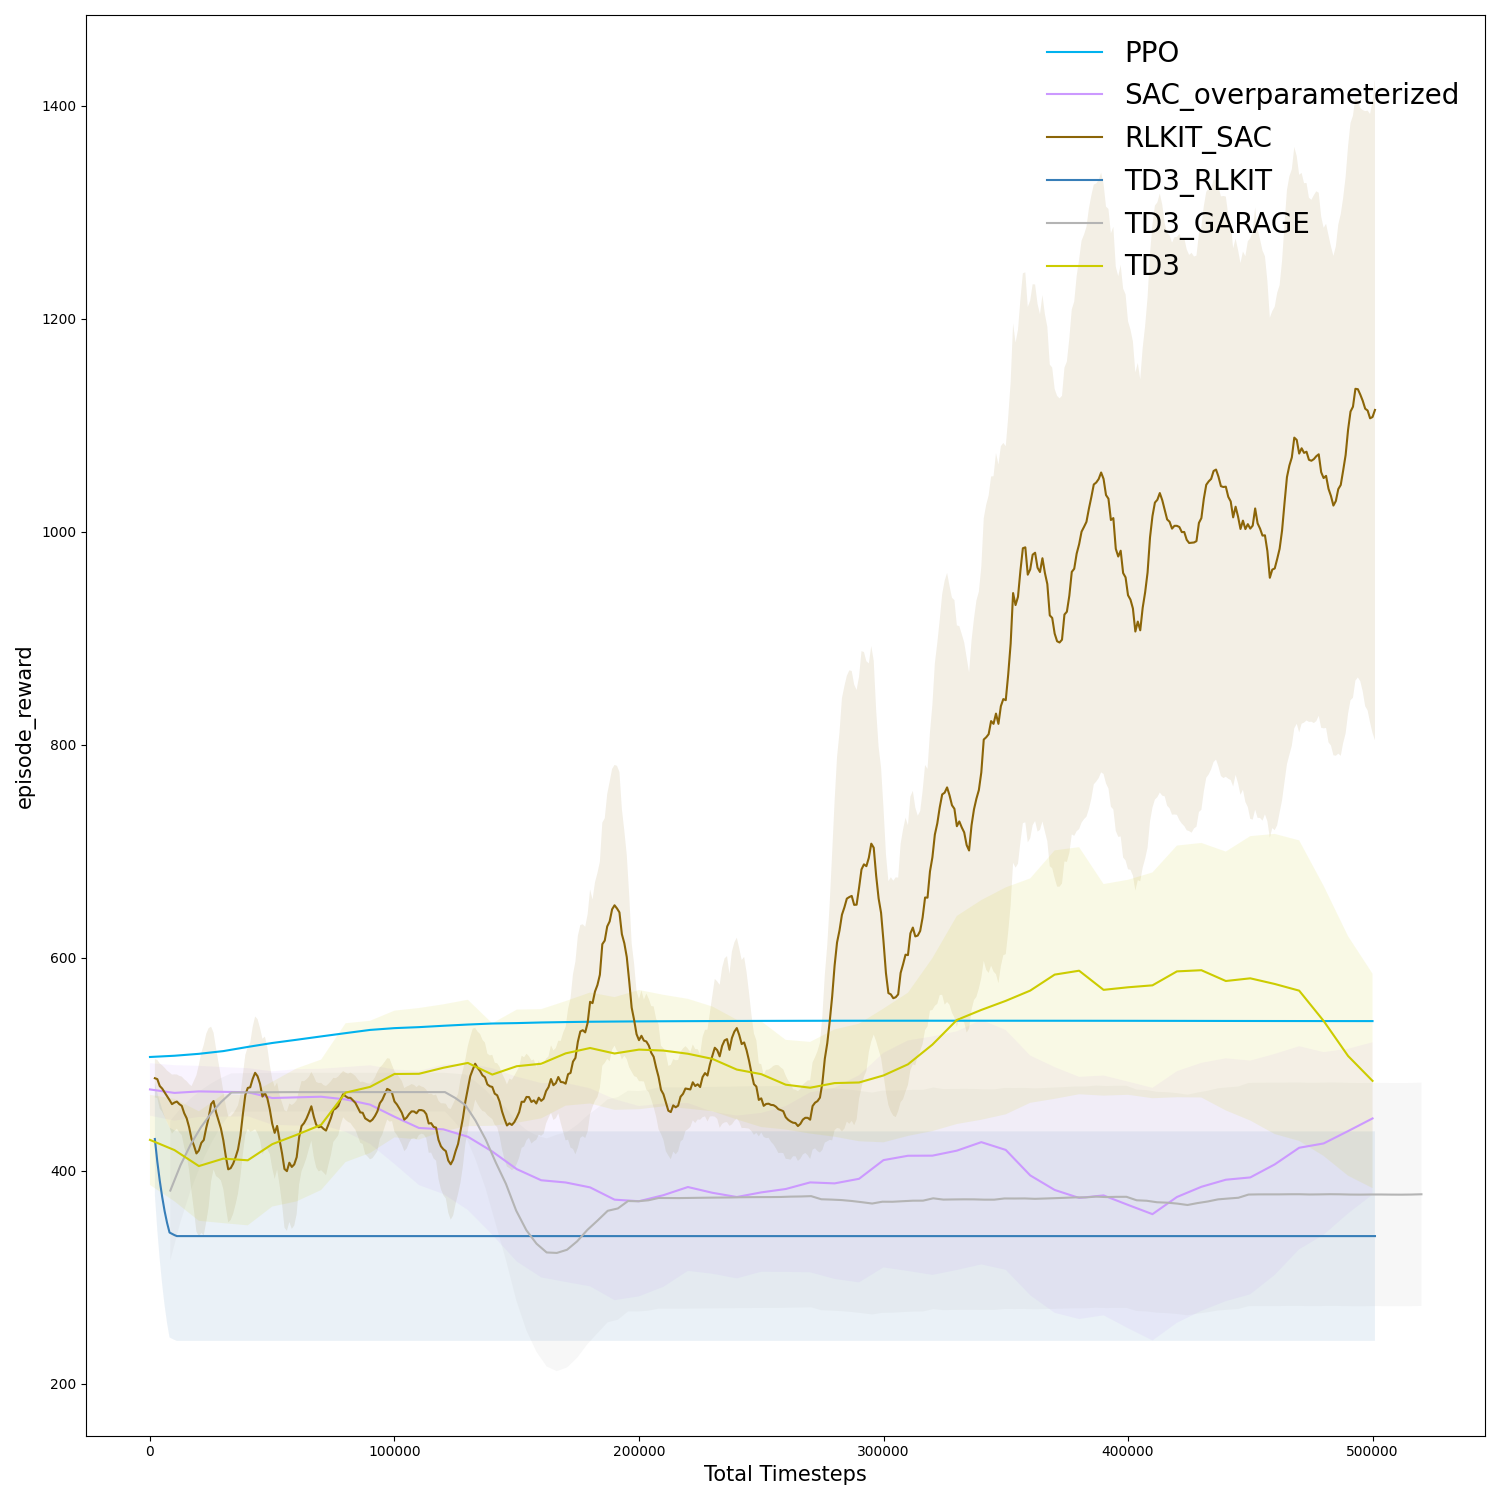 PPO
SAC_overparameterized
RLKIT_SAC
TD3_RLKIT
TD3_GARAGE
TD3
1400
1200
1000
800
600
400
200
episode_reward
0
100000
200000
300000
400000
500000
Total Timesteps